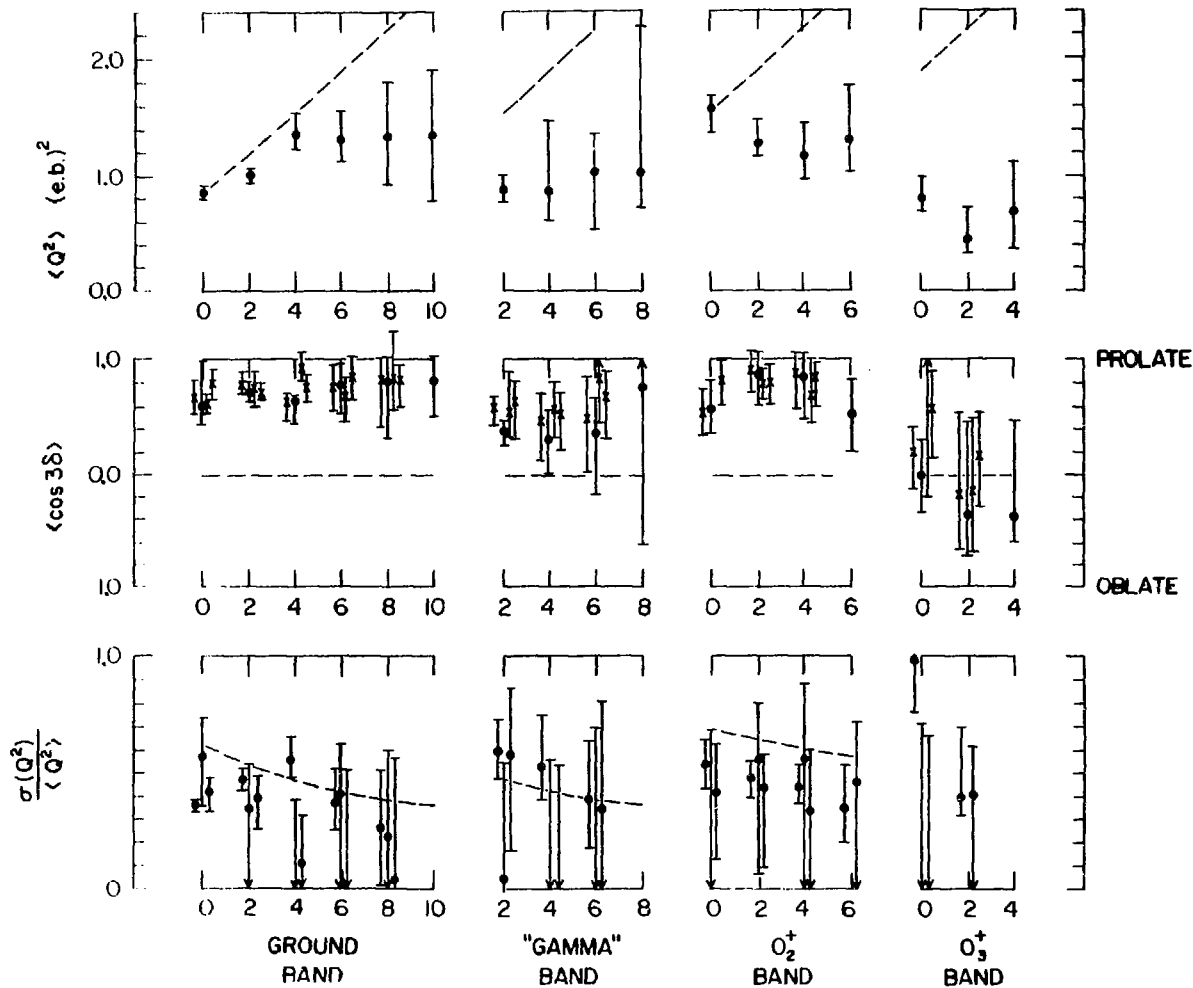 2.0
1.0
0.0
⟨Q²⟩ (e.b.)²
0 2 4 6 8 10
2 4 6 8
0 2 4 6
0 2 4
1.0
0.0
1.0
⟨cos 3δ⟩
PROLATE
OBLATE
0 2 4 6 8 10
2 4 6 8
0 2 4 6
0 2 4
1.0
0
σ(Q²)
⟨Q²⟩
0 2 4 6 8 10
2 4 6 8
0 2 4 6
0 2 4
GROUND
BAND
"GAMMA"
BAND
O₂⁺
BAND
O₃⁺
BAND